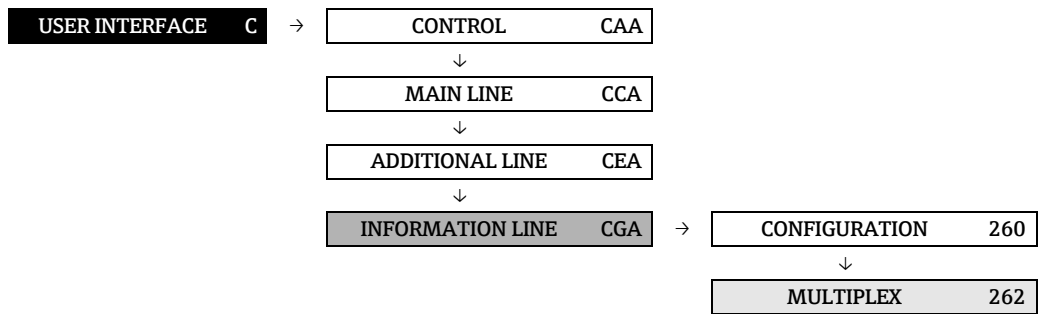 USER INTERFACE C → CONTROL CAA
↓
MAIN LINE CCA
↓
ADDITIONAL LINE CEA
↓
INFORMATION LINE CGA → CONFIGURATION 260
↓
MULTIPLEX 262